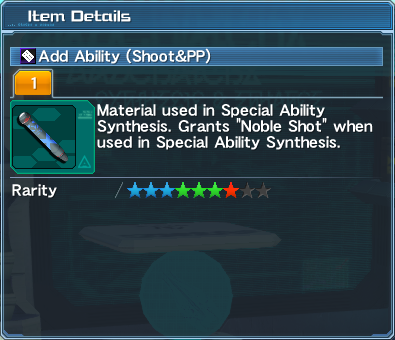 Item Details
Add Ability (Shoot&PP)
1
Material used in Special Ability
Synthesis. Grants "Noble Shot" when
used in Special Ability Synthesis.
Rarity